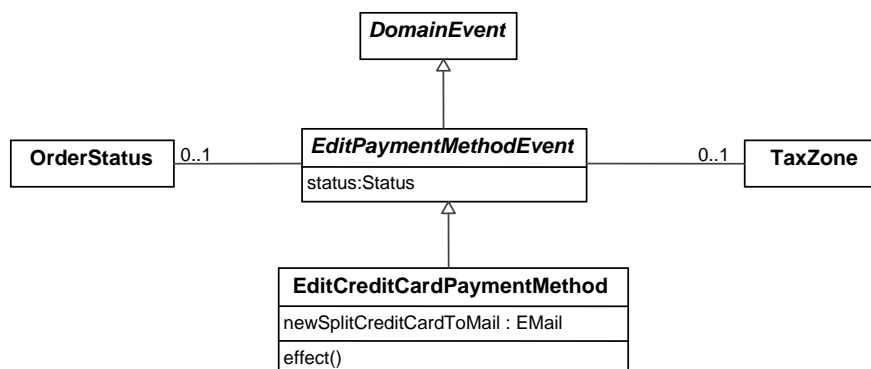 DomainEvent
OrderStatus
0..1
EditPaymentMethodEvent
status:Status
0..1
TaxZone
EditCreditCardPaymentMethod
newSplitCreditCardToMail : EMail
effect()